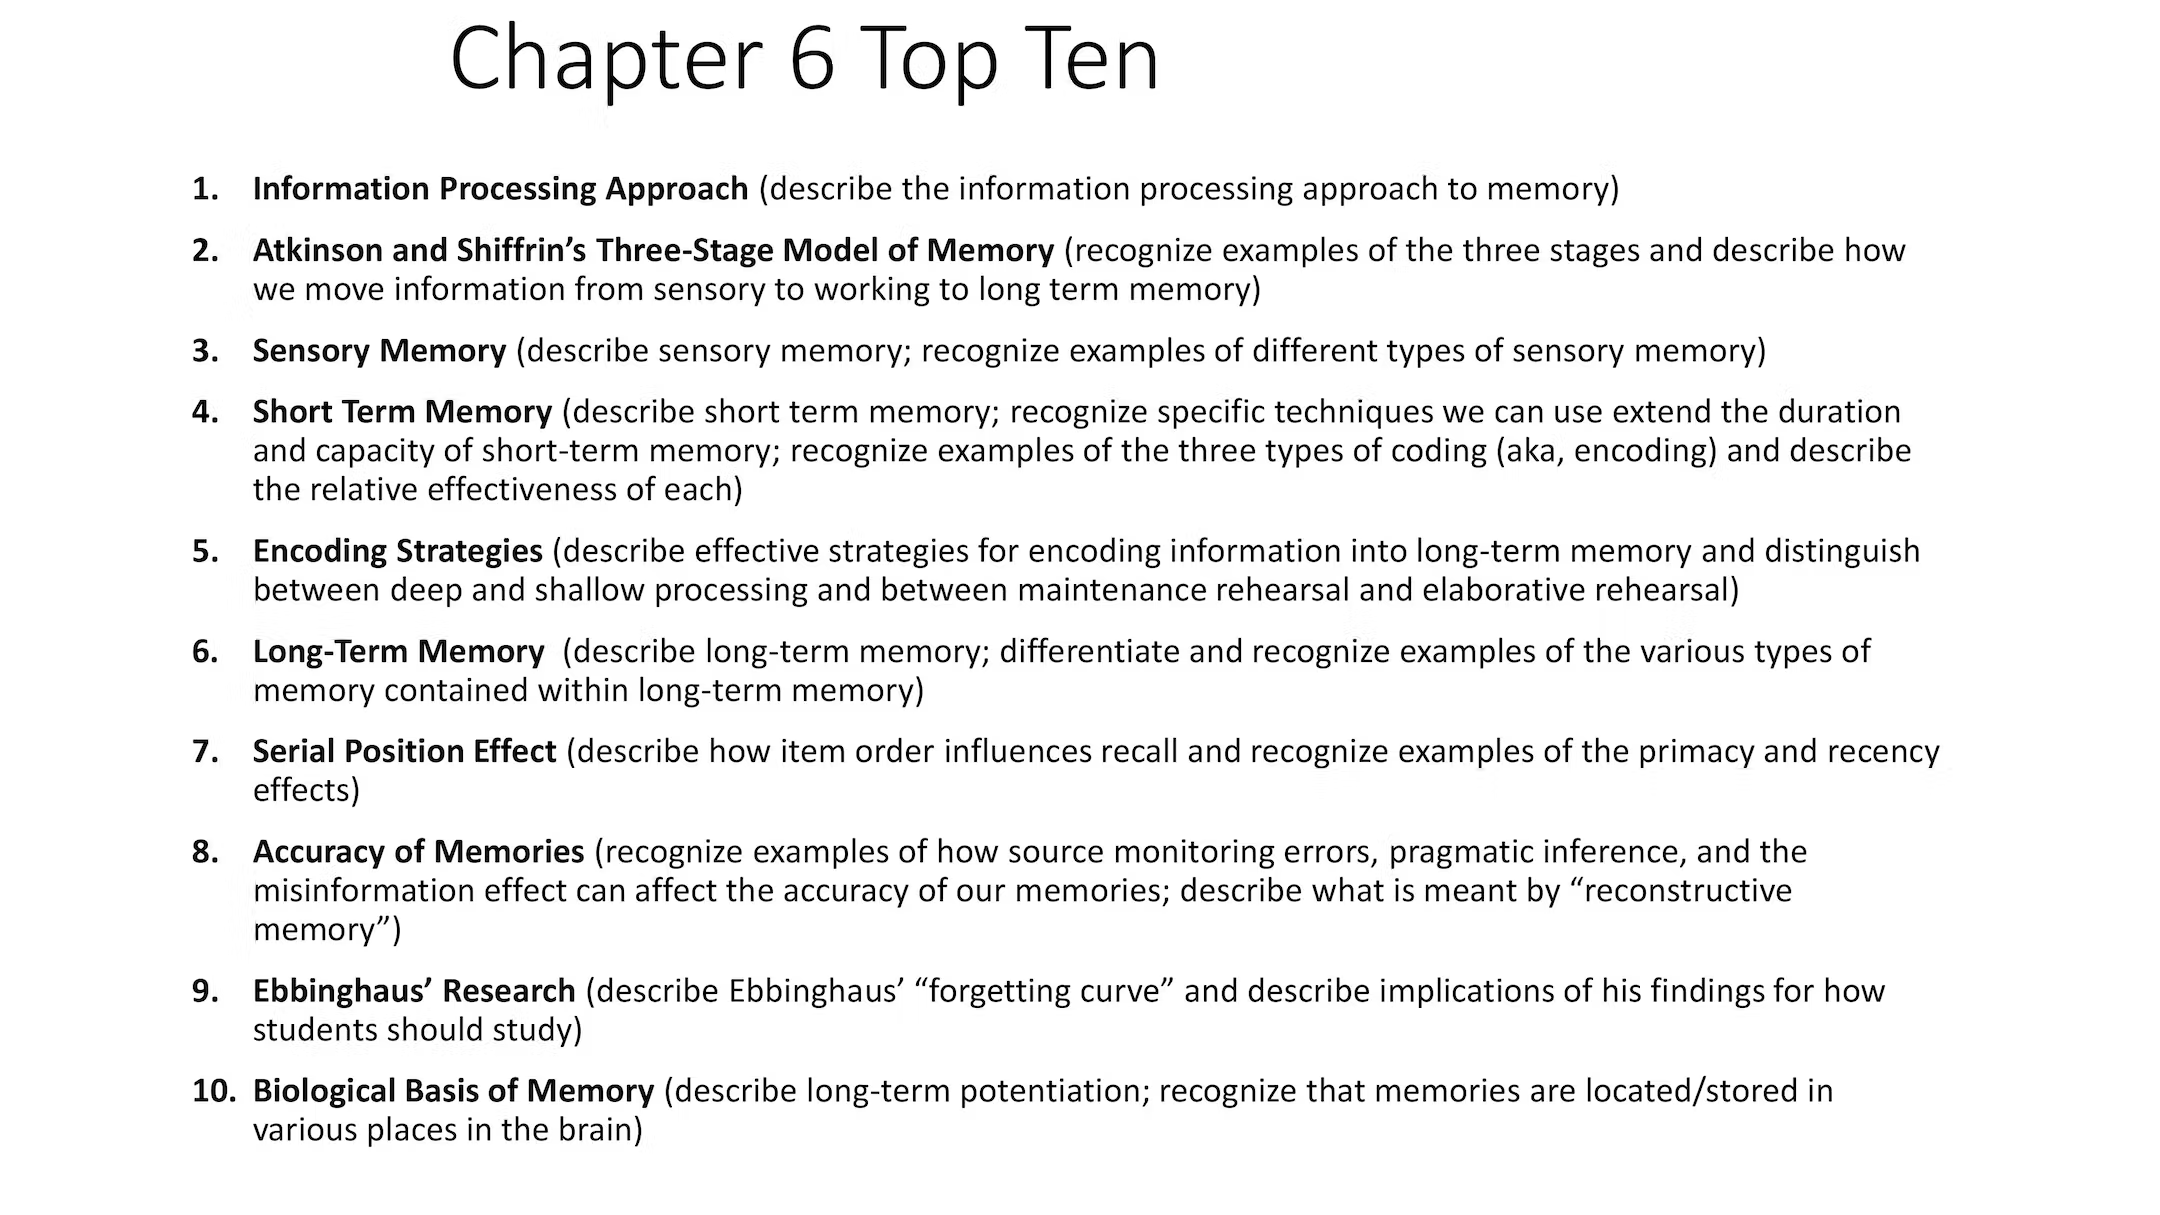 Chapter 6 Top Ten
1. Information Processing Approach (describe the information processing approach to memory)
2. Atkinson and Shiffrin’s Three-Stage Model of Memory (recognize examples of the three stages and describe how
we move information from sensory to working to long term memory)
3. Sensory Memory (describe sensory memory; recognize examples of different types of sensory memory)
4. Short Term Memory (describe short term memory; recognize specific techniques we can use extend the duration
and capacity of short-term memory; recognize examples of the three types of coding (aka, encoding) and describe
the relative effectiveness of each)
5. Encoding Strategies (describe effective strategies for encoding information into long-term memory and distinguish
between deep and shallow processing and between maintenance rehearsal and elaborative rehearsal)
6. Long-Term Memory (describe long-term memory; differentiate and recognize examples of the various types of
memory contained within long-term memory)
7. Serial Position Effect (describe how item order influences recall and recognize examples of the primacy and recency
effects)
8. Accuracy of Memories (recognize examples of how source monitoring errors, pragmatic inference, and the
misinformation effect can affect the accuracy of our memories; describe what is meant by “reconstructive
memory”)
9. Ebbinghaus’ Research (describe Ebbinghaus’ “forgetting curve” and describe implications of his findings for how
students should study)
10. Biological Basis of Memory (describe long-term potentiation; recognize that memories are located/stored in
various places in the brain)